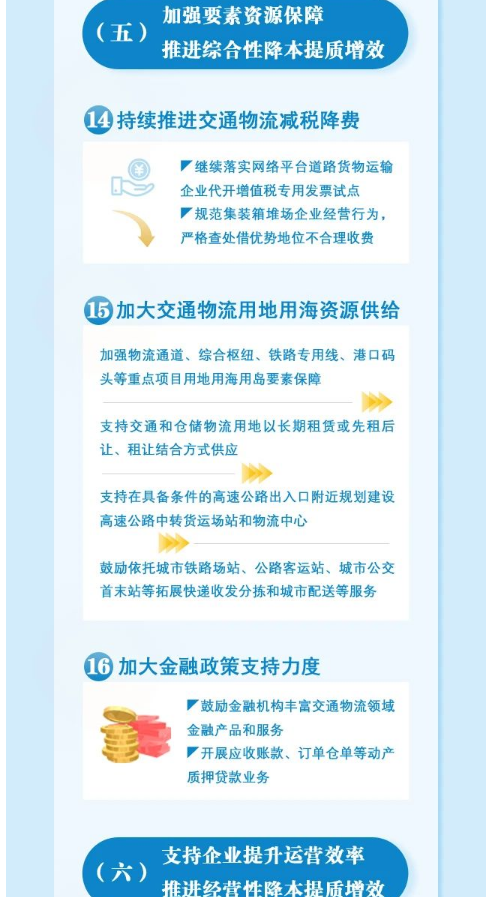 （五）
加强要素资源保障
推进综合性降本提质增效
14 持续推进交通物流减税降费
¥
继续落实网络平台道路货物运输
企业代开增值税专用发票试点
规范集装箱堆场企业经营行为，
严格查处借优势地位不合理收费
15 加大交通物流用地用海资源供给
加强物流通道、综合枢纽、铁路专用线、港口码
头等重点项目用地用海用岛要素保障
支持交通和仓储物流用地以长期租赁或先租后
让、租让结合方式供应
支持在具备条件的高速公路出入口附近规划建设
高速公路中转货运场站和物流中心
鼓励依托城市铁路场站、公路客运站、城市公交
首末站等拓展快递收发分拣和城市配送等服务
16 加大金融政策支持力度
鼓励金融机构丰富交通物流领域
金融产品和服务
开展应收账款、订单仓单等动产
质押贷款业务
（六）
支持企业提升运营效率
推进经营性降本提质增效